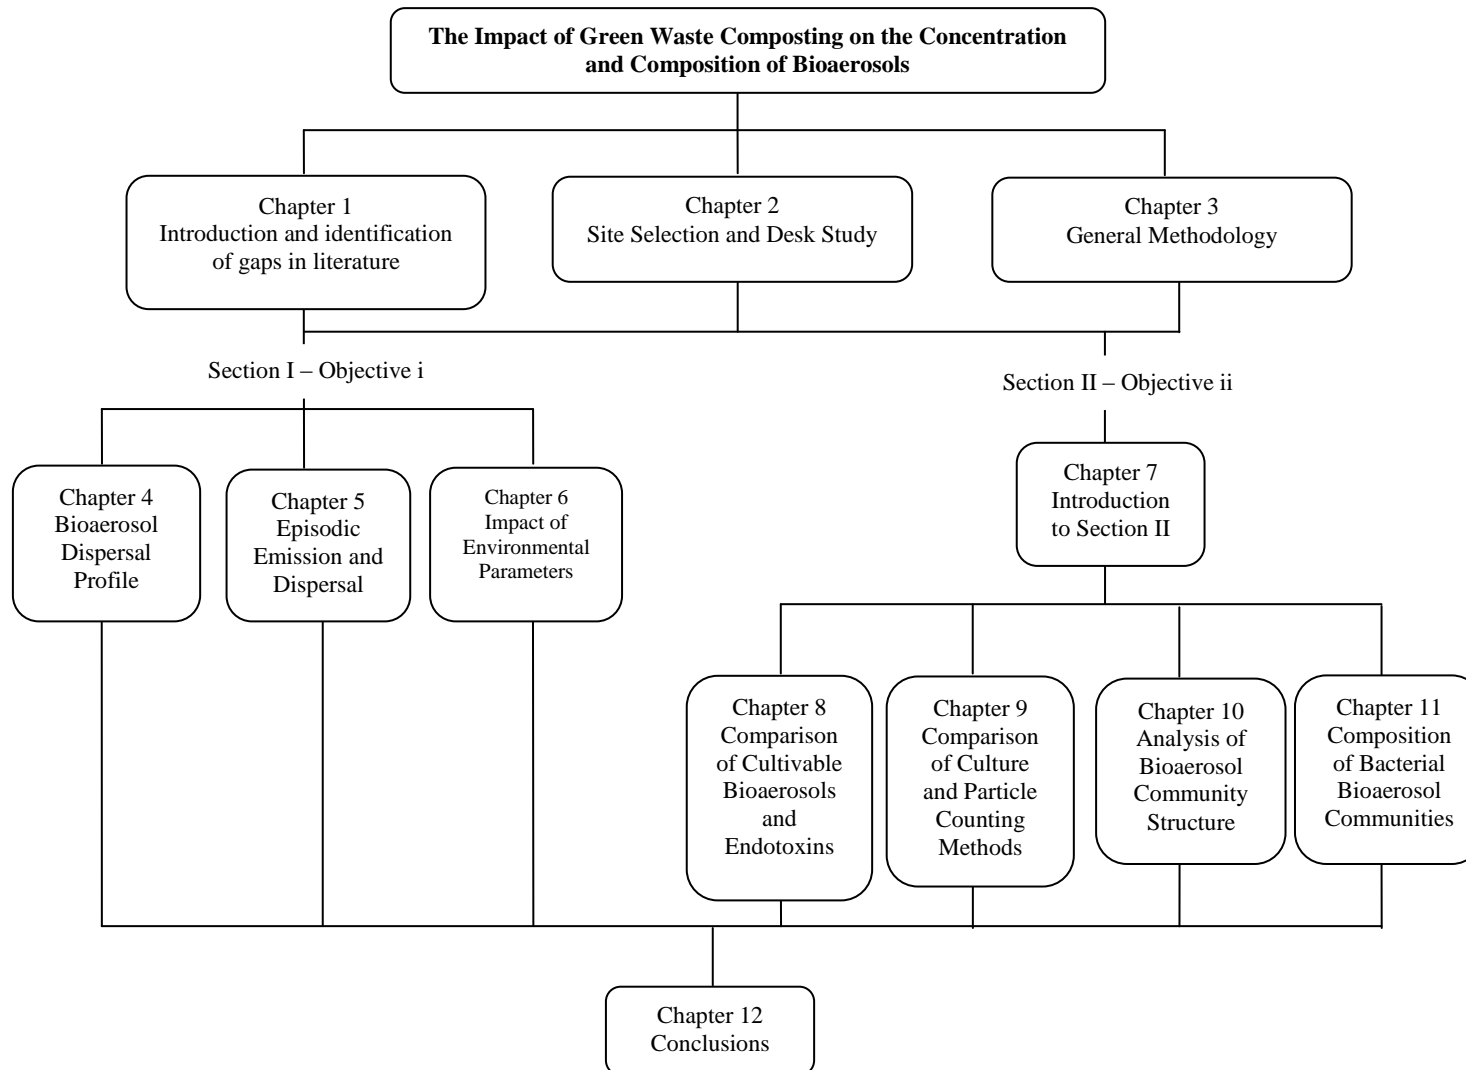 The Impact of Green Waste Composting on the Concentration
and Composition of Bioaerosols
Chapter 1
Introduction and identification
of gaps in literature
Chapter 2
Site Selection and Desk Study
Chapter 3
General Methodology
Section I – Objective i
Section II – Objective ii
Chapter 4
Bioaerosol
Dispersal
Profile
Chapter 5
Episodic
Emission and
Dispersal
Chapter 6
Impact of
Environmental
Parameters
Chapter 7
Introduction
to Section II
Chapter 8
Comparison
of Cultivable
Bioaerosols
and
Endotoxins
Chapter 9
Comparison
of Culture
and Particle
Counting
Methods
Chapter 10
Analysis of
Bioaerosol
Community
Structure
Chapter 11
Composition
of Bacterial
Bioaerosol
Communities
Chapter 12
Conclusions